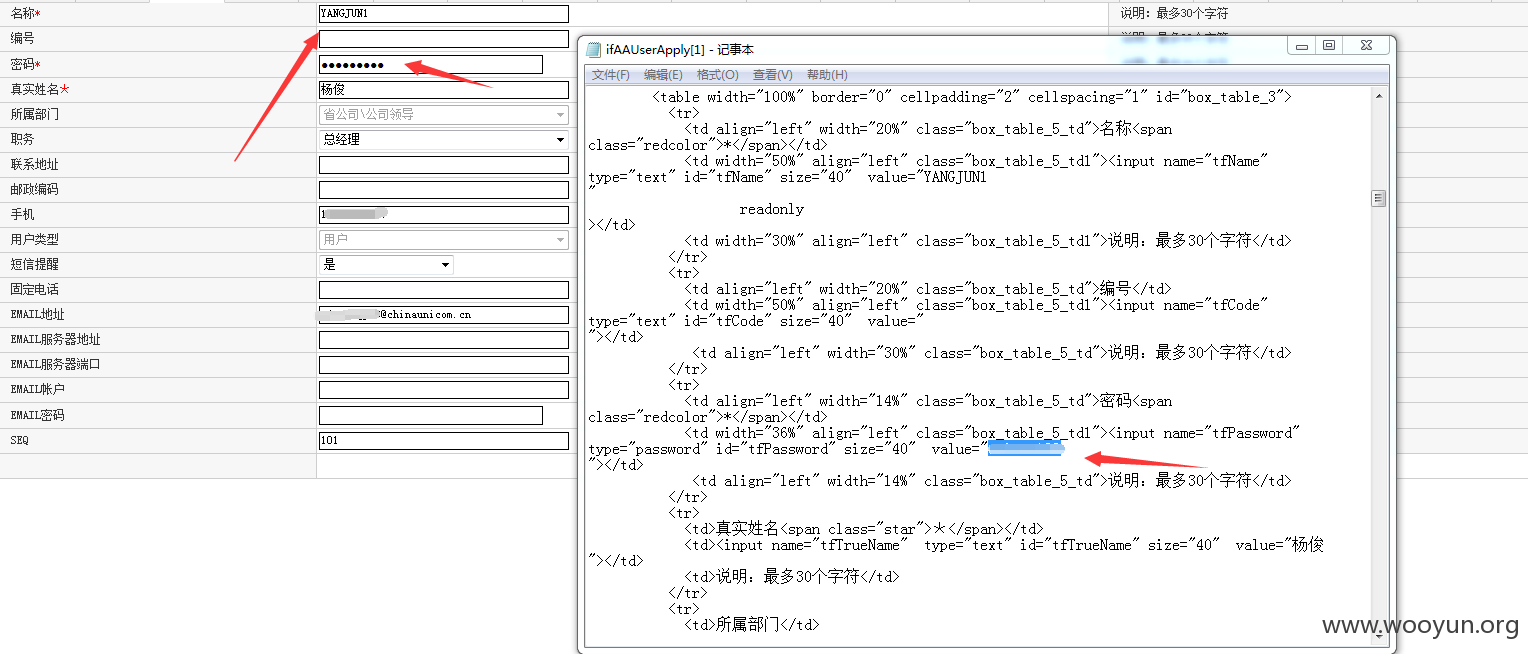 名称*
YANGJUN1
说明：最多30个字符
编号
密码*
●●●●●●●●●
真实姓名*
杨俊
所属部门
省公司\公司领导
职务
总经理
联系地址
邮政编码
手机
1
用户类型
用户
短信提醒
是
固定电话
EMAIL地址
@chinaunicom.cn
EMAIL服务器地址
EMAIL服务器端口
EMAIL帐户
EMAIL密码
SEQ
101
ifAAUserApply[1] - 记事本
文件(F) 编辑(E) 格式(O) 查看(V) 帮助(H)
<table width="100%" border="0" cellpadding="2" cellspacing="1" id="box_table_3">
<tr>
<td align="left" width="20%" class="box_table_5_td">名称<span
class="redcolor">*</span></td>
<td width="50%" align="left" class="box_table_5_td1"><input name="tfName"
type="text" id="tfName" size="40"  value="YANGJUN1
"
readonly
></td>
<td width="30%" align="left" class="box_table_5_td1">说明：最多30个字符</td>
</tr>
<tr>
<td align="left" width="20%" class="box_table_5_td">编号</td>
<td width="50%" align="left" class="box_table_5_td1"><input name="tfCode"
type="text" id="tfCode" size="40"  value="
"></td>
<td align="left" width="30%" class="box_table_5_td">说明：最多30个字符</td>
</tr>
<tr>
<td align="left" width="14%" class="box_table_5_td">密码<span
class="redcolor">*</span></td>
<td width="36%" align="left" class="box_table_5_td1"><input name="tfPassword"
type="password" id="tfPassword" size="40"  value="
"></td>
<td align="left" width="14%" class="box_table_5_td">说明：最多30个字符</td>
</tr>
<tr>
<td>真实姓名<span class="star">＊</span></td>
<td><input name="tfTrueName"  type="text" id="tfTrueName" size="40"  value="杨俊
"></td>
<td>说明：最多30个字符</td>
</tr>
<tr>
<td>所属部门</td>
www.wooyun.org